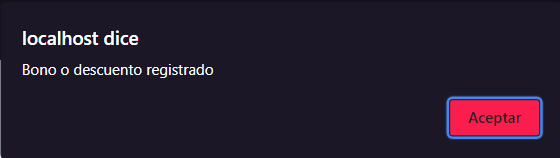 localhost dice
Bono o descuento registrado
Aceptar